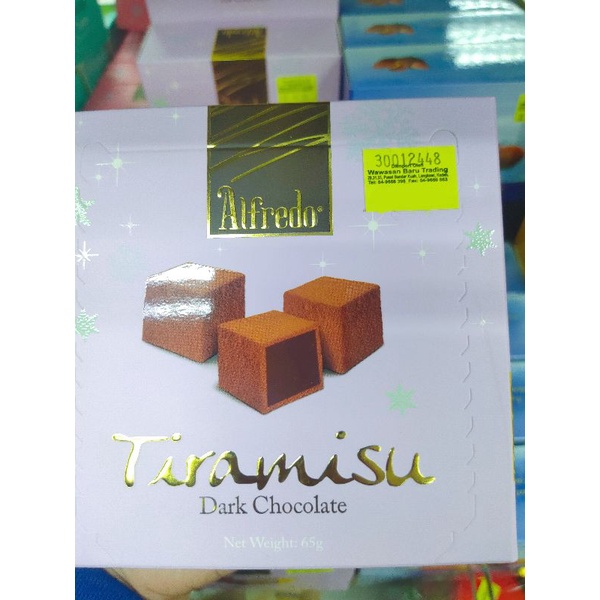 30012448
Wawasan Baru Trading
Alfredo
Tiramisu
Dark Chocolate
Net Weight: 65g